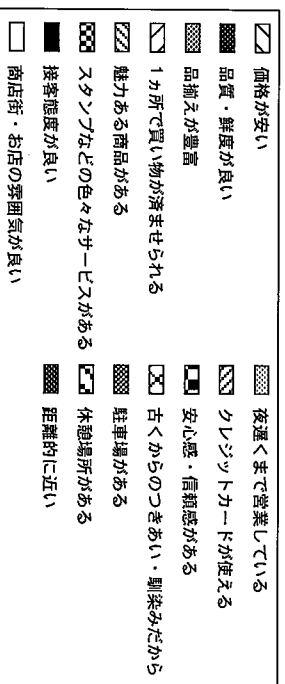 価格が安い
品質・鮮度が良い
品揃えが豊富
1ヵ所で買い物が済ませられる
魅力ある商品がある
スタンプなどの色々なサービスがある
接客態度が良い
商店街・お店の雰囲気が良い
夜遅くまで営業している
クレジットカードが使える
安心感・信頼感がある
古くからのつきあい・馴染みだから
駐車場がある
休憩場所がある
距離的に近い